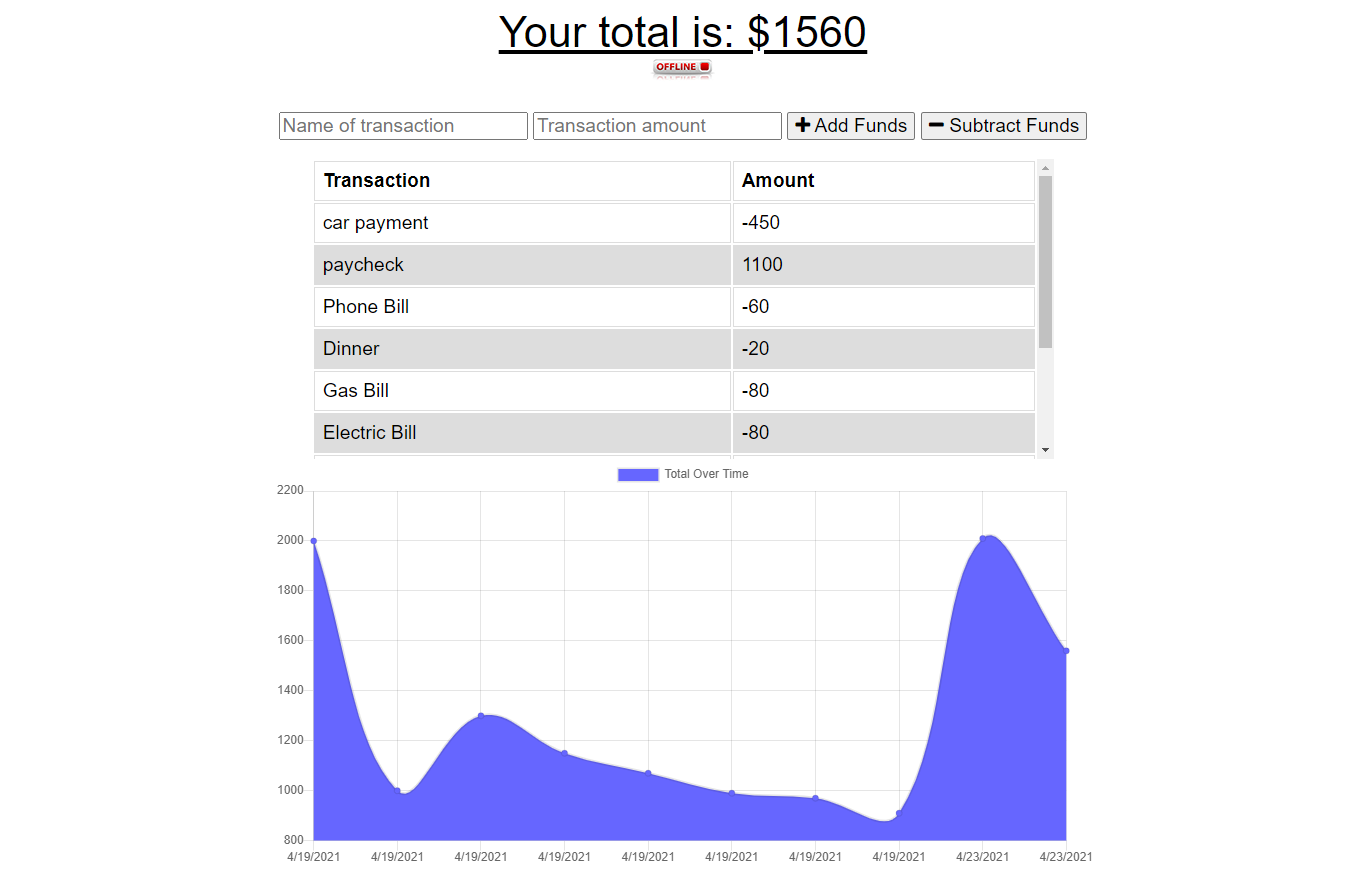 Your total is: $1560
OFFLINE
Name of transaction Transaction amount Add Funds Subtract Funds
Transaction Amount
car payment -450
paycheck 1100
Phone Bill -60
Dinner -20
Gas Bill -80
Electric Bill -80
Total Over Time
2200
2000
1800
1600
1400
1200
1000
800
4/19/2021 4/19/2021 4/19/2021 4/19/2021 4/19/2021 4/19/2021 4/19/2021 4/19/2021 4/23/2021 4/23/2021